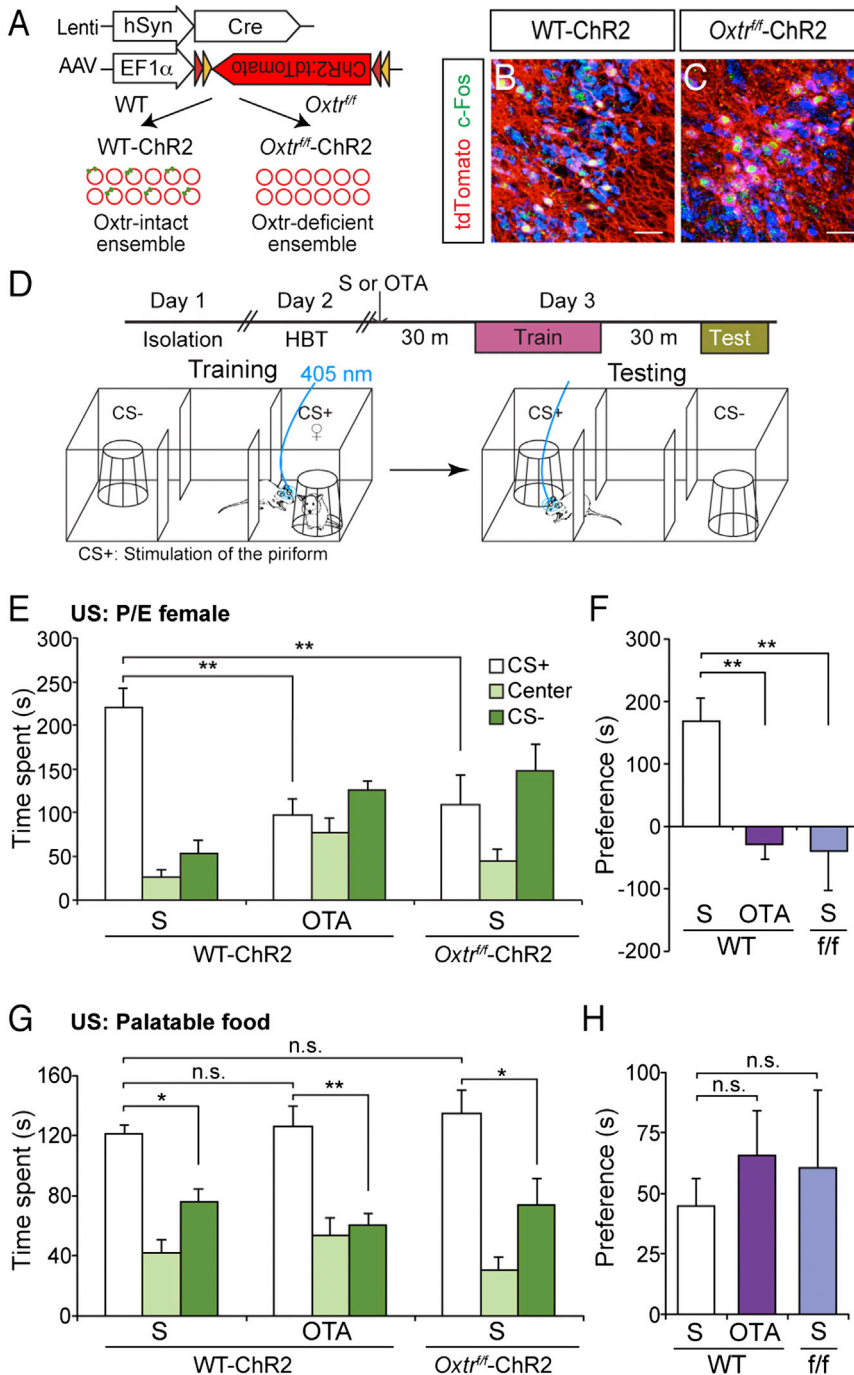 A
Lenti hSyn Cre
AAV EF1α ChR2:tdTomato
WT Oxtrf/f
WT-ChR2 Oxtrf/f-ChR2
Oxtr-intact ensemble Oxtr-deficient ensemble
WT-ChR2 Oxtrf/f-ChR2
tdTomato c-Fos
B C
D
S or OTA
Day 1 Day 2 Day 3
Isolation HBT 30 m Train 30 m Test
Training 405 nm Testing
CS- CS+ ♀ CS+ CS-
CS+: Stimulation of the piriform
E US: P/E female
Time spent (s)
300
250
200
150
100
50
0
** **
CS+
Center
CS-
S OTA S
WT-ChR2 Oxtrf/f-ChR2
F
Preference (s)
300
200
100
0
-100
-200
** **
S OTA S
WT f/f
G US: Palatable food
Time spent (s)
160
120
80
40
0
n.s.
n.s.
* ** *
S OTA S
WT-ChR2 Oxtrf/f-ChR2
H
Preference (s)
100
75
50
25
0
n.s.
n.s.
S OTA S
WT f/f